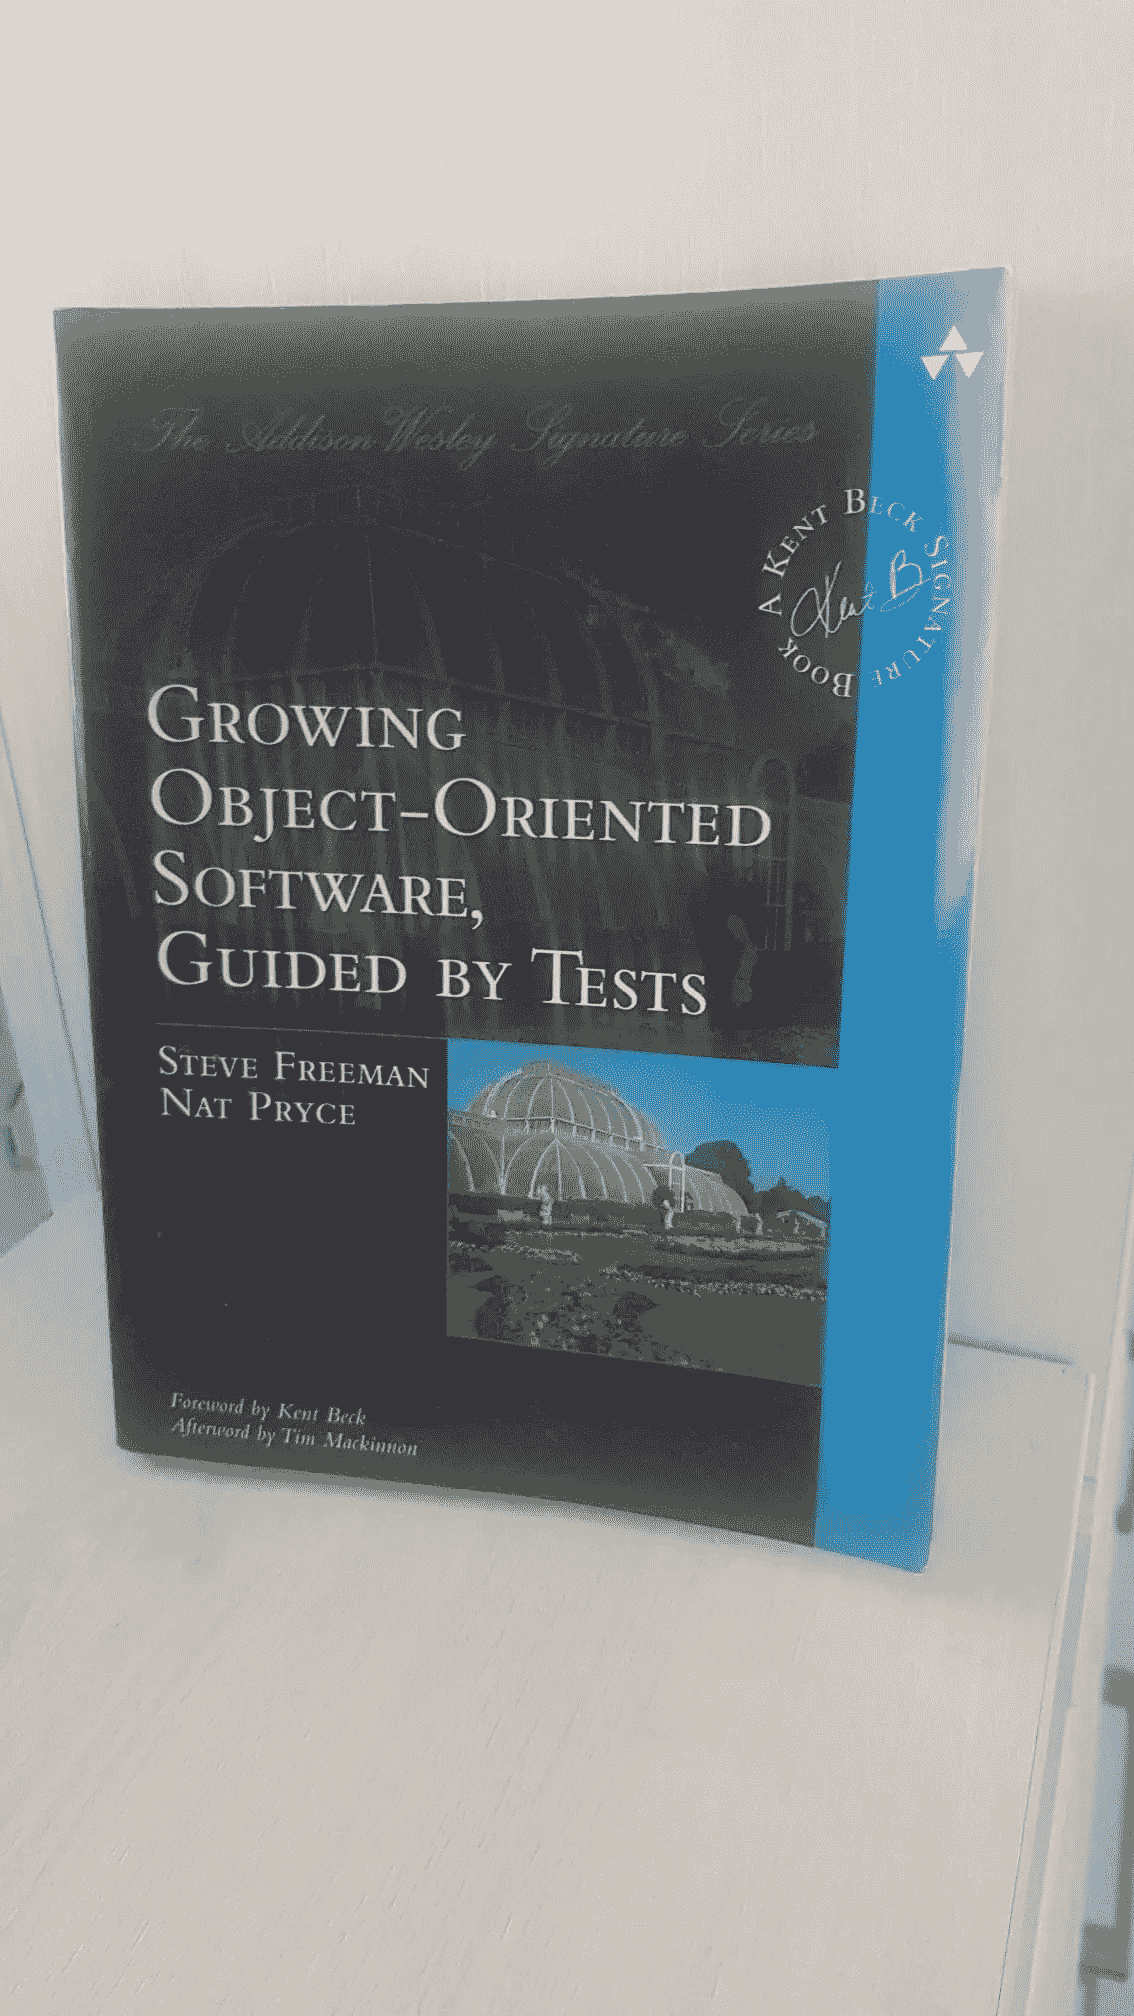 The Addison-Wesley Signature Series
A KENT BECK SIGNATURE BOOK
Kent B
GROWING
OBJECT-ORIENTED
SOFTWARE,
GUIDED BY TESTS
STEVE FREEMAN
NAT PRYCE
Foreword by Kent Beck
Afterword by Tim Mackinnon